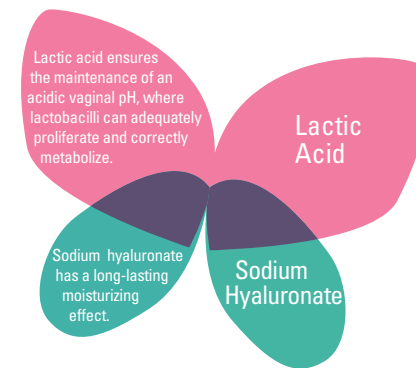 Lactic acid ensures
the maintenance of an
acidic vaginal pH, where
lactobacilli can adequately
proliferate and correctly
metabolize.
Lactic
Acid
Sodium hyaluronate
has a long-lasting
moisturizing
effect.
Sodium
Hyaluronate